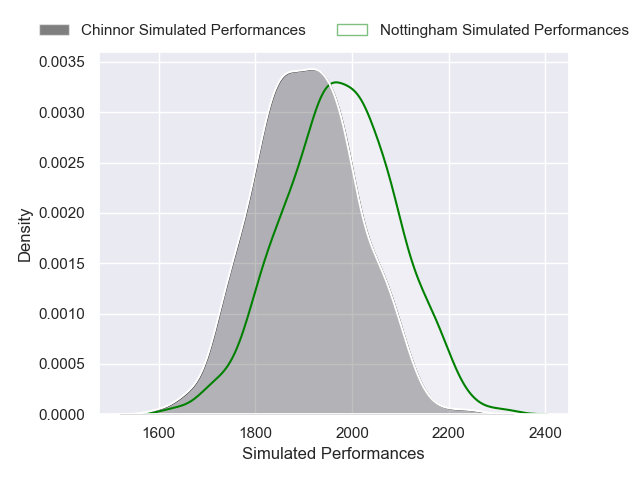 Chinnor Simulated Performances Nottingham Simulated Performances
0.0035
0.0030
0.0025
0.0020
0.0015
0.0010
0.0005
0.0000
Density
1600 1800 2000 2200 2400
Simulated Performances